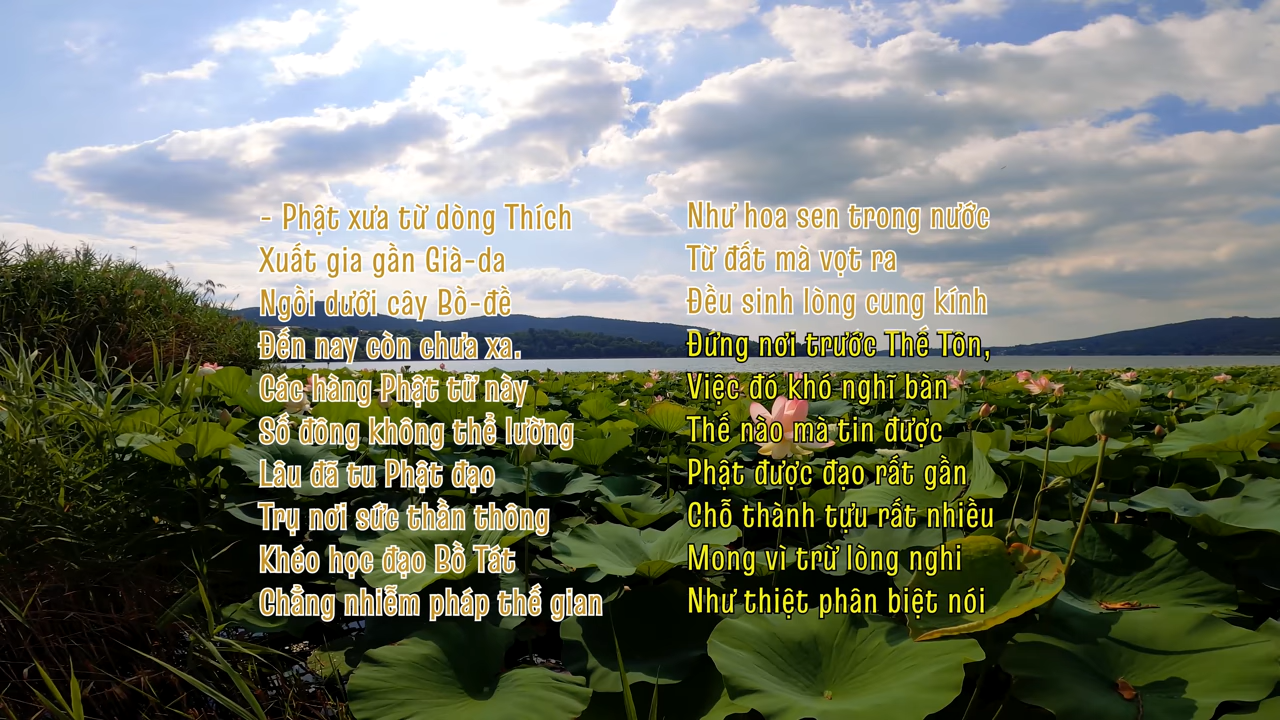 - Phật xưa từ dòng Thích
Xuất gia gần Già-da
Ngồi dưới cây Bồ-đề
Đến nay còn chưa xa.
Các hàng Phật tử này
Số đông không thể lường
Lâu đã tu Phật đạo
Trụ nơi sức thần thông
Khéo học đạo Bồ Tát
Chẳng nhiễm pháp thế gian
Như hoa sen trong nước
Từ đất mà vọt ra
Đều sinh lòng cung kính
Đứng nơi trước Thế Tôn,
Việc đó khó nghĩ bàn
Thế nào mà tin được
Phật được đạo rất gần
Chỗ thành tựu rất nhiều
Mong vì trừ lòng nghi
Như thiệt phân biệt nói